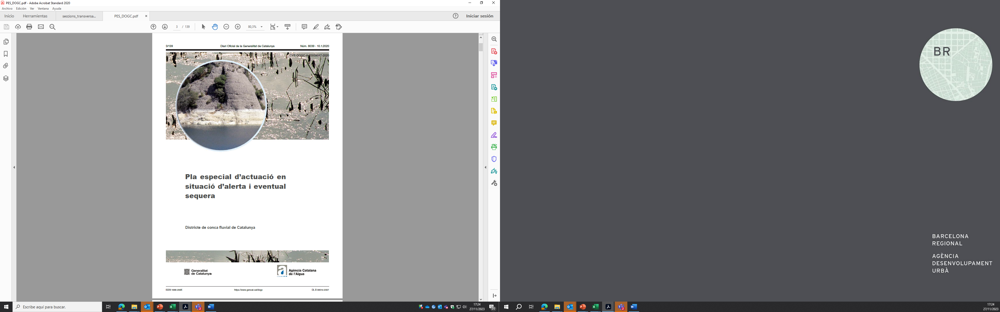 PES_DOGC.pdf - Adobe Acrobat Standard 2020
Archivo Edición Ver Ventana Ayuda
Inicio Herramientas seccions_transversa... PES_DOGC.pdf × Iniciar sesión
3 / 139 80,3%
3/139 Diari Oficial de la Generalitat de Catalunya Núm. 8039 - 10.1.2020
CVE-DOGC-A-20009047-2020
Pla especial d'actuació en
situació d'alerta i eventual
sequera
Districte de conca fluvial de Catalunya
Generalitat
de Catalunya
Agència Catalana
de l'Aigua
ISSN 1988-298X https://www.gencat.cat/dogc DL B 38014-2007
Escribe aquí para buscar.
17:24
27/11/2023
20
BR
BARCELONA
REGIONAL
AGÈNCIA
DESENVOLUPAMENT
URBÀ
17:24
27/11/2023